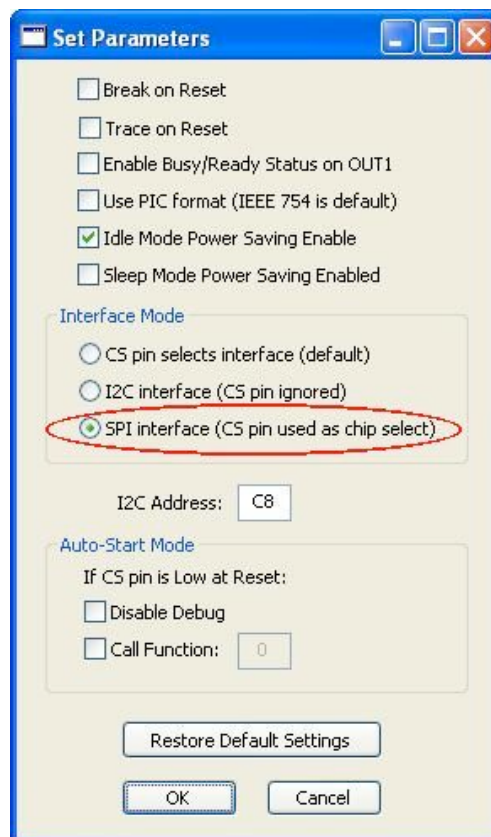 Set Parameters
Break on Reset
Trace on Reset
Enable Busy/Ready Status on OUT1
Use PIC format (IEEE 754 is default)
Idle Mode Power Saving Enable
Sleep Mode Power Saving Enabled
Interface Mode
CS pin selects interface (default)
I2C interface (CS pin ignored)
SPI interface (CS pin used as chip select)
I2C Address: C8
Auto-Start Mode
If CS pin is Low at Reset:
Disable Debug
Call Function: 0
Restore Default Settings
OK Cancel